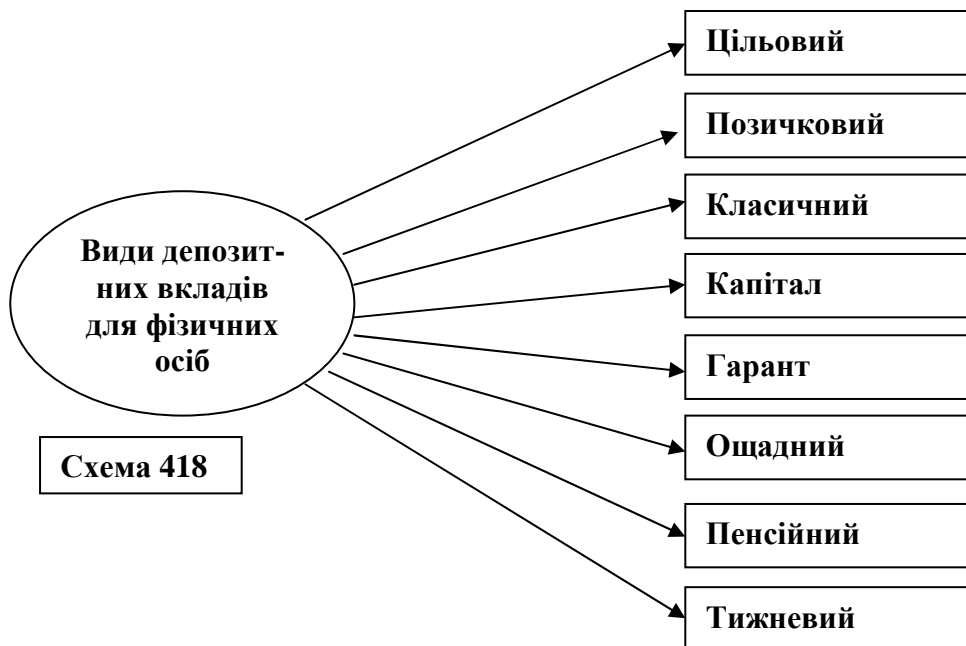 Види депозит-
них вкладів
для фізичних
осіб
Схема 418
Цільовий
Позичковий
Класичний
Капітал
Гарант
Ощадний
Пенсійний
Тижневий